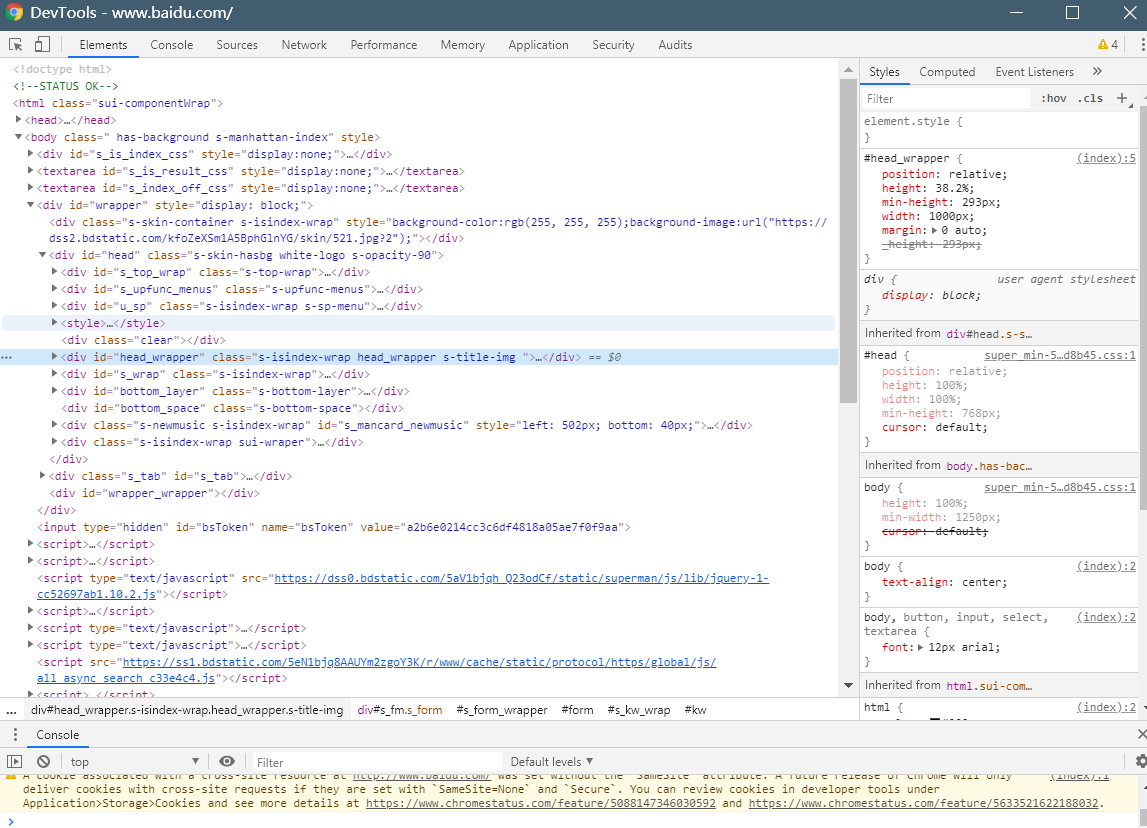 DevTools - www.baidu.com/
Elements Console Sources Network Performance Memory Application Security Audits 4
<!doctype html>
<!--STATUS OK-->
<html class="sui-componentWrap">
<head>…</head>
<body class=" has-background s-manhattan-index" style>
<div id="s_is_index_css" style="display:none;">…</div>
<textarea id="s_is_result_css" style="display:none;">…</textarea>
<textarea id="s_index_off_css" style="display:none;">…</textarea>
<div id="wrapper" style="display: block;">
<div class="s-skin-container s-isindex-wrap" style="background-color:rgb(255, 255, 255);background-image:url("https://
dss2.bdstatic.com/kfoZeXSm1A5BphGlnYG/skin/521.jpg?2");"></div>
<div id="head" class="s-skin-hasbg white-logo s-opacity-90">
<div id="s_top_wrap" class="s-top-wrap">…</div>
<div id="s_upfunc_menus" class="s-upfunc-menus">…</div>
<div id="u_sp" class="s-isindex-wrap s-sp-menu">…</div>
<style>…</style>
<div class="clear"></div>
... <div id="head_wrapper" class="s-isindex-wrap head_wrapper s-title-img ">…</div> == $0
<div id="s_wrap" class="s-isindex-wrap">…</div>
<div id="bottom_layer" class="s-bottom-layer">…</div>
<div id="bottom_space" class="s-bottom-space"></div>
<div class="s-newmusic s-isindex-wrap" id="s_mancard_newmusic" style="left: 502px; bottom: 40px;">…</div>
<div class="s-isindex-wrap sui-wraper">…</div>
</div>
<div class="s_tab" id="s_tab">…</div>
<div id="wrapper_wrapper"></div>
</div>
<input type="hidden" id="bsToken" name="bsToken" value="a2b6e0214cc3c6df4818a05ae7f0f9aa">
<script>…</script>
<script>…</script>
<script type="text/javascript" src="https://dss0.bdstatic.com/5aV1bjqh_Q23odCf/static/superman/js/lib/jquery-1-
cc52697ab1.10.2.js"></script>
<script>…</script>
<script type="text/javascript">…</script>
<script type="text/javascript">…</script>
<script src="https://ss1.bdstatic.com/5eN1bjq8AAUYm2zgoY3K/r/www/cache/static/protocol/https/global/js/
all_async_search_c33e4c4.js"></script>
<script>…</script>
... div#head_wrapper.s-isindex-wrap.head_wrapper.s-title-img div#s_fm.s_form #s_form_wrapper #form #s_kw_wrap #kw
Styles Computed Event Listeners »
Filter :hov .cls +
element.style {
}
#head_wrapper { (index):5
position: relative;
height: 38.2%;
min-height: 293px;
width: 1000px;
margin: 0 auto;
_height: 293px;
}
div { user agent stylesheet
display: block;
}
Inherited from div#head.s-s…
#head { super_min-5…d8b45.css:1
position: relative;
height: 100%;
width: 100%;
min-height: 768px;
cursor: default;
}
Inherited from body.has-bac…
body { super_min-5…d8b45.css:1
height: 100%;
min-width: 1250px;
cursor: default;
}
body { (index):2
text-align: center;
}
body, button, input, select, (index):2
textarea {
font: 12px arial;
}
Inherited from html.sui-com…
html { (index):2
Console
top Filter Default levels
A cookie associated with a cross-site resource at http://www.baidu.com/ was set without the `SameSite` attribute. A future release of Chrome will only (index):1
deliver cookies with cross-site requests if they are set with `SameSite=None` and `Secure`. You can review cookies in developer tools under
Application>Storage>Cookies and see more details at https://www.chromestatus.com/feature/5088147346030592 and https://www.chromestatus.com/feature/5633521622188032.
>